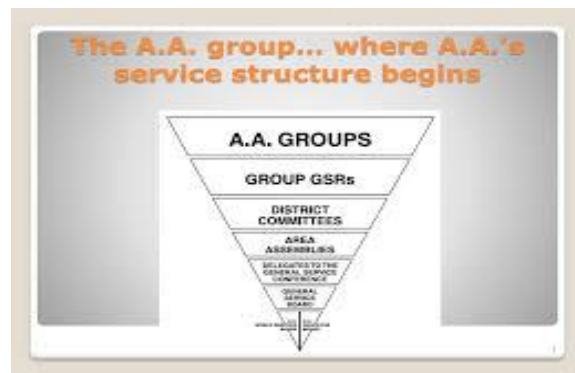 The A.A. group... where A.A.'s
service structure begins
A.A. GROUPS
GROUP GSRs
DISTRICT
COMMITTEES
AREA
ASSEMBLIES
DELEGATES TO THE
GENERAL SERVICE
CONFERENCE
GENERAL
SERVICE
BOARD